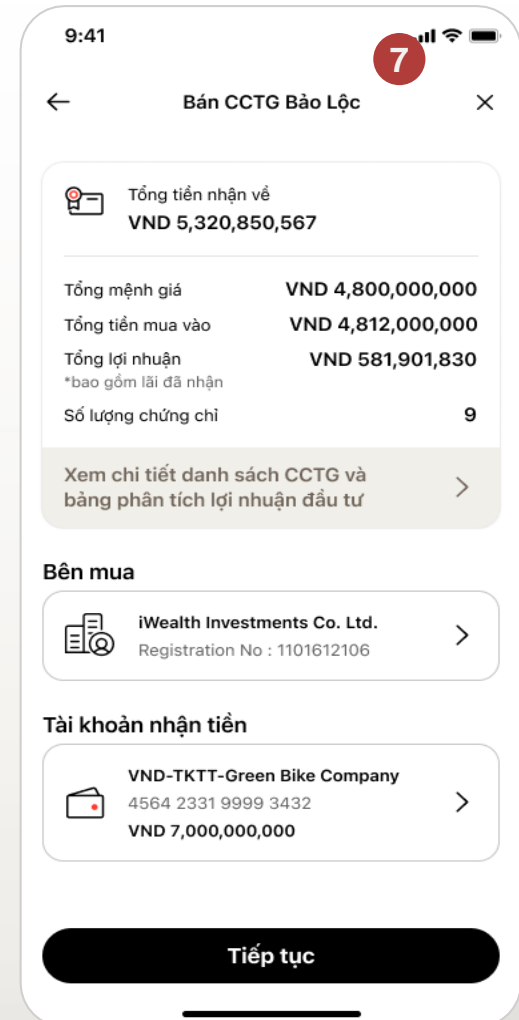 9:41
7
Bán CCTG Bảo Lộc
Tổng tiền nhận về
VND 5,320,850,567
Tổng mệnh giá VND 4,800,000,000
Tổng tiền mua vào VND 4,812,000,000
Tổng lợi nhuận VND 581,901,830
*bao gồm lãi đã nhận
Số lượng chứng chỉ 9
Xem chi tiết danh sách CCTG và
bảng phân tích lợi nhuận đầu tư
Bên mua
iWealth Investments Co. Ltd.
Registration No : 1101612106
Tài khoản nhận tiền
VND-TKTT-Green Bike Company
4564 2331 9999 3432
VND 7,000,000,000
Tiếp tục